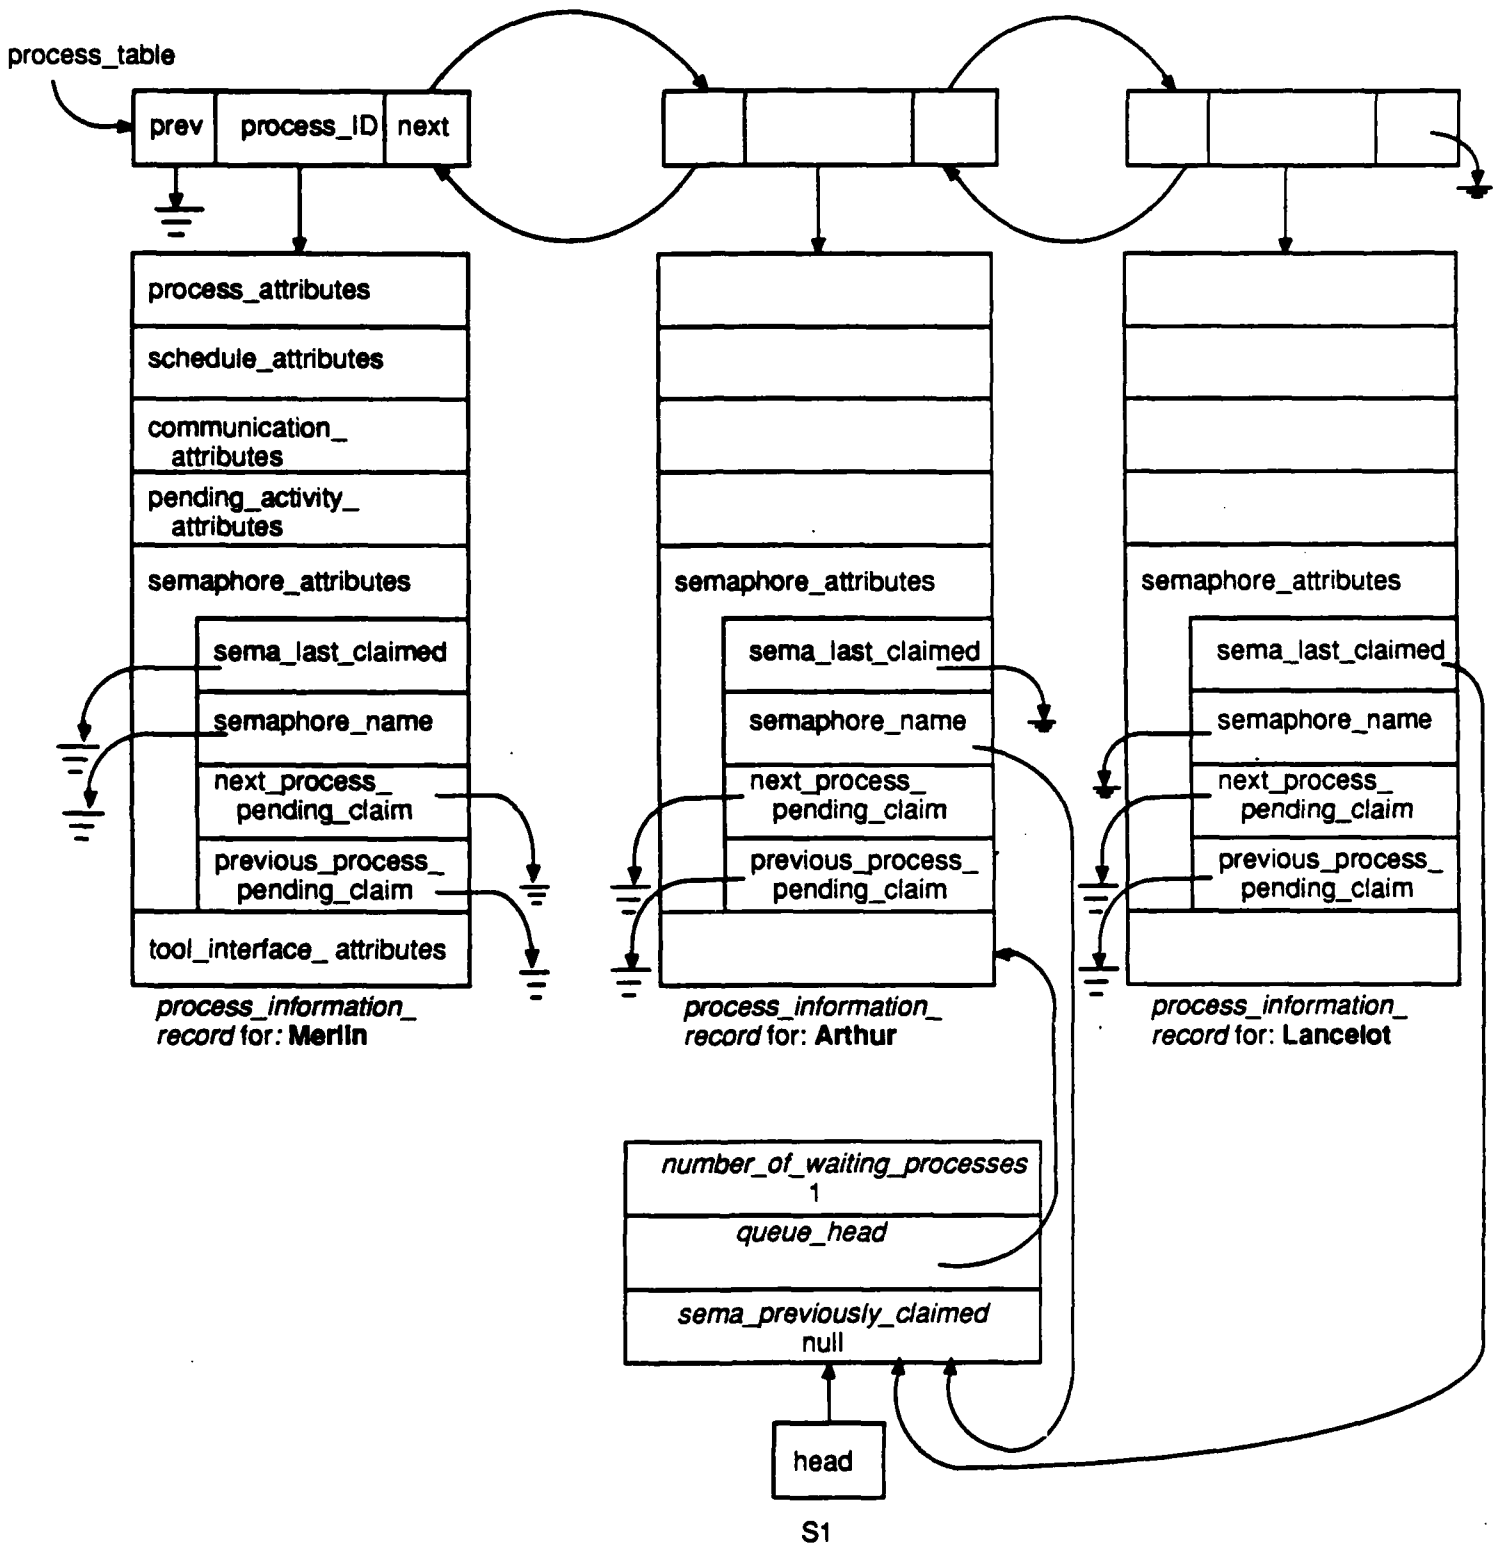 process_table
prev process_ID next
process_attributes
schedule_attributes
communication_
attributes
pending_activity_
attributes
semaphore_attributes
sema_last_claimed
semaphore_name
next_process_
pending_claim
previous_process_
pending_claim
tool_interface_ attributes
process_information_
record for: Merlin
semaphore_attributes
sema_last_claimed
semaphore_name
next_process_
pending_claim
previous_process_
pending_claim
process_information_
record for: Arthur
semaphore_attributes
sema_last_claimed
semaphore_name
next_process_
pending_claim
previous_process_
pending_claim
process_information_
record for: Lancelot
number_of_waiting_processes
1
queue_head
sema_previously_claimed
null
head
S1